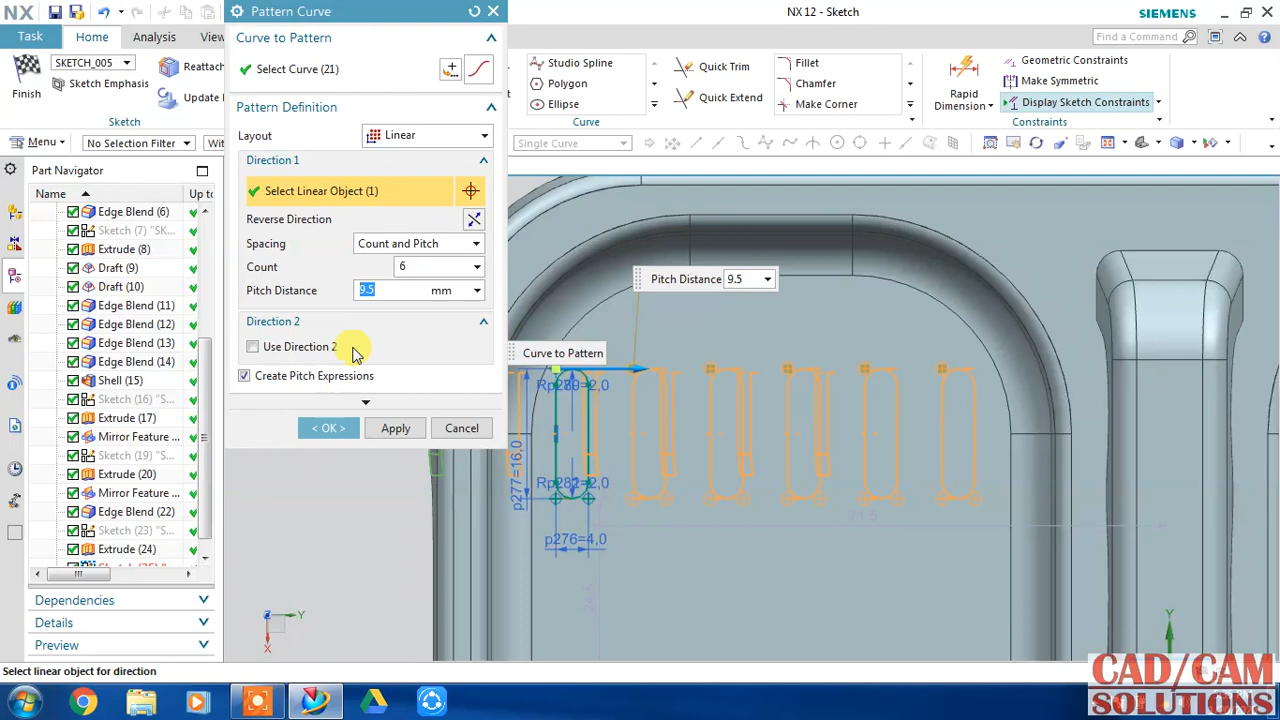 NX
Pattern Curve
NX 12 - Sketch
SIEMENS
Task
Home
Analysis
Curve to Pattern
Find a Command
SKETCH_005
Reattach
Select Curve (21)
Studio Spline
Quick Trim
Fillet
Geometric Constraints
Finish
Sketch Emphasis
Polygon
Chamfer
Rapid
Dimension
Make Symmetric
Update
Pattern Definition
Ellipse
Quick Extend
Make Corner
Display Sketch Constraints
Sketch
Layout
Linear
Curve
Constraints
Menu
No Selection Filter
Single Curve
Direction 1
Part Navigator
Select Linear Object (1)
Name
Up to
Edge Blend (6)
Reverse Direction
Sketch (7) "SK...
Spacing
Count and Pitch
Extrude (8)
Draft (9)
Count
6
Draft (10)
Pitch Distance
9.5
mm
Pitch Distance
9.5
Edge Blend (11)
Edge Blend (12)
Direction 2
Edge Blend (13)
Use Direction 2
Curve to Pattern
Edge Blend (14)
Create Pitch Expressions
Shell (15)
Sketch (16) "S...
Extrude (17)
< OK >
Apply
Cancel
Mirror Feature ...
Sketch (19) "S...
Extrude (20)
p277=16,0
Mirror Feature ...
Edge Blend (22)
Sketch (23) "S...
Extrude (24)
p276=4,0
Dependencies
Details
Y
X
Y
Preview
Select linear object for direction
CAD/CAM
SOLUTIONS